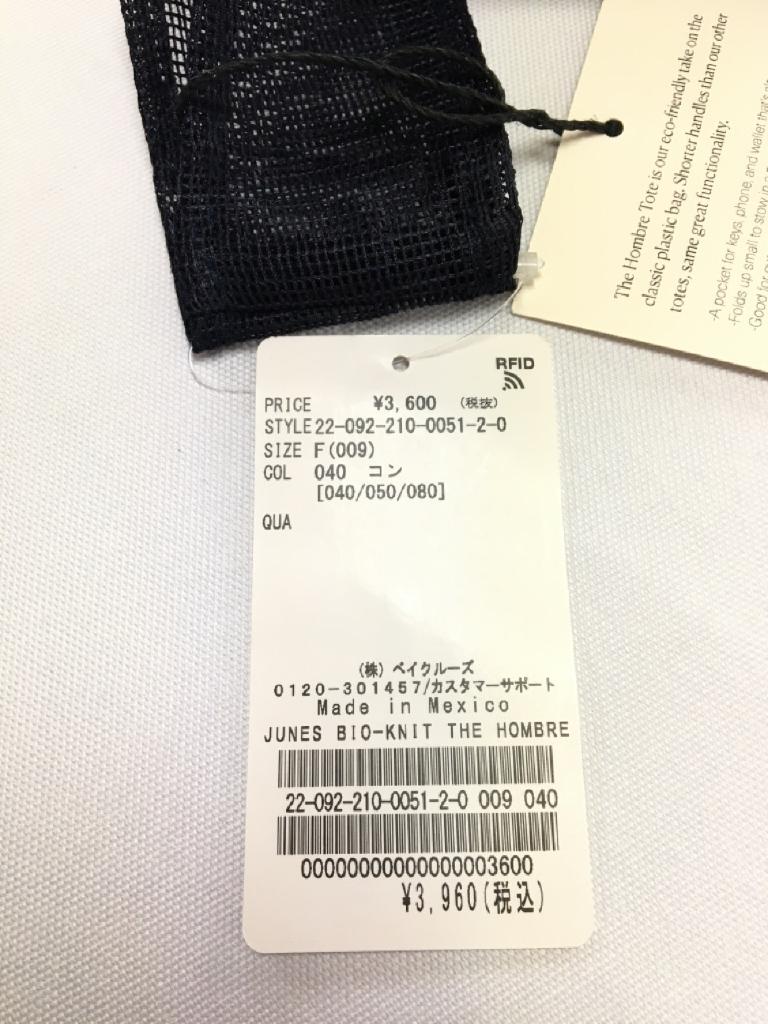 The Hombre Tote is our eco-friendly take on the
classic plastic bag. Shorter handles than our other
totes, same great functionality.
-A pocket for keys, phone, and wallet that's
-Folds up small to stow in a
-Good for
RFID
PRICE ¥3,600 (税抜)
STYLE 22-092-210-0051-2-0
SIZE F(009)
COL 040 コン
[040/050/080]
QUA
(株) ベイクルーズ
0120-301457/カスタマーサポート
Made in Mexico
JUNES BIO-KNIT THE HOMBRE
22-092-210-0051-2-0 009 040
00000000000000003600
¥3,960(税込)